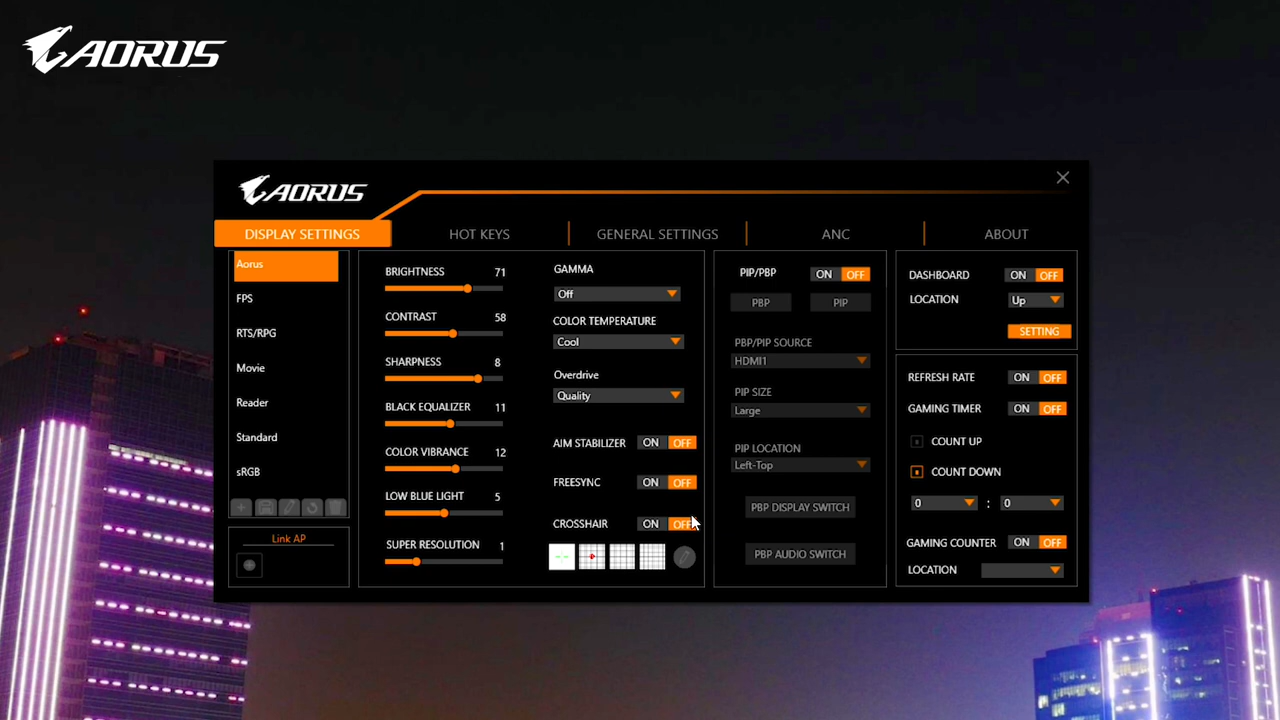 AORUS
AORUS
DISPLAY SETTINGS
HOT KEYS
GENERAL SETTINGS
ANC
ABOUT
Aorus
FPS
RTS/RPG
Movie
Reader
Standard
sRGB
Link AP
BRIGHTNESS 71
CONTRAST 58
SHARPNESS 8
BLACK EQUALIZER 11
COLOR VIBRANCE 12
LOW BLUE LIGHT 5
SUPER RESOLUTION 1
GAMMA
Off
COLOR TEMPERATURE
Cool
Overdrive
Quality
AIM STABILIZER ON OFF
FREESYNC ON OFF
CROSSHAIR ON OFF
PIP/PBP ON OFF
PBP PIP
PBP/PIP SOURCE
HDMI1
PIP SIZE
Large
PIP LOCATION
Left-Top
PBP DISPLAY SWITCH
PBP AUDIO SWITCH
DASHBOARD ON OFF
LOCATION Up
SETTING
REFRESH RATE ON OFF
GAMING TIMER ON OFF
COUNT UP
COUNT DOWN
0 : 0
GAMING COUNTER ON OFF
LOCATION